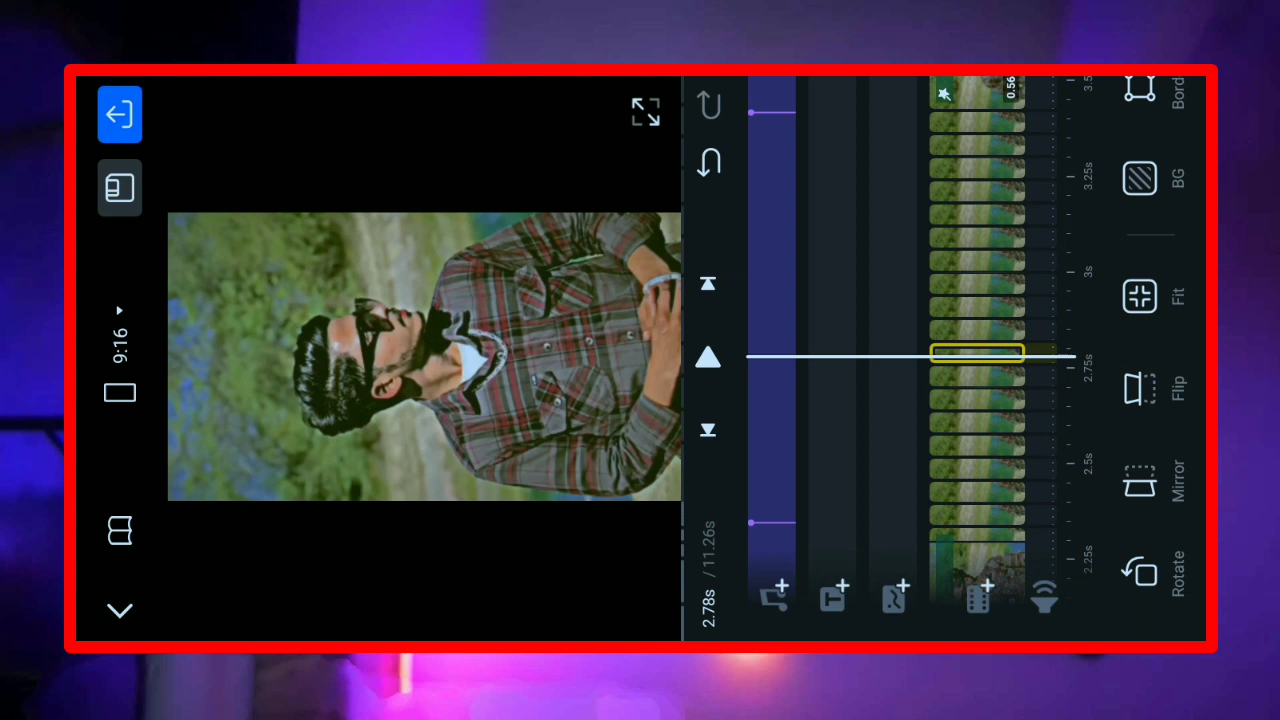 9:16
2.78s / 11.26s
2.25s
2.5s
2.75s
3s
3.25s
3.5
0.56
T
Rotate
Mirror
Flip
Fit
BG
Bord